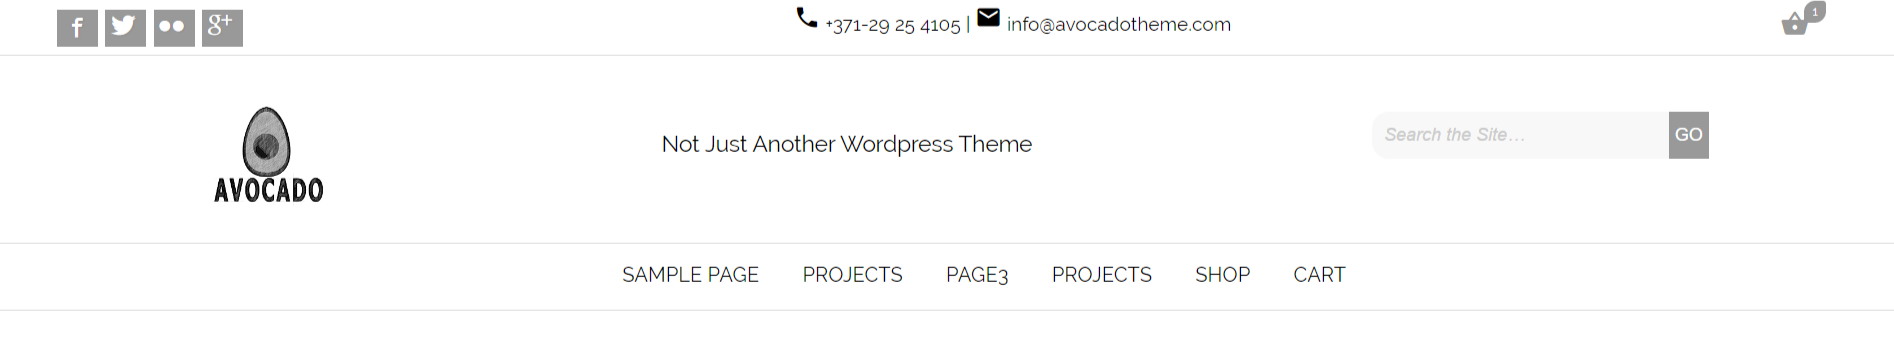 f g+ +371-29 25 4105 | info@avocadotheme.com 1
AVOCADO
Not Just Another Wordpress Theme
Search the Site... GO
SAMPLE PAGE PROJECTS PAGE3 PROJECTS SHOP CART